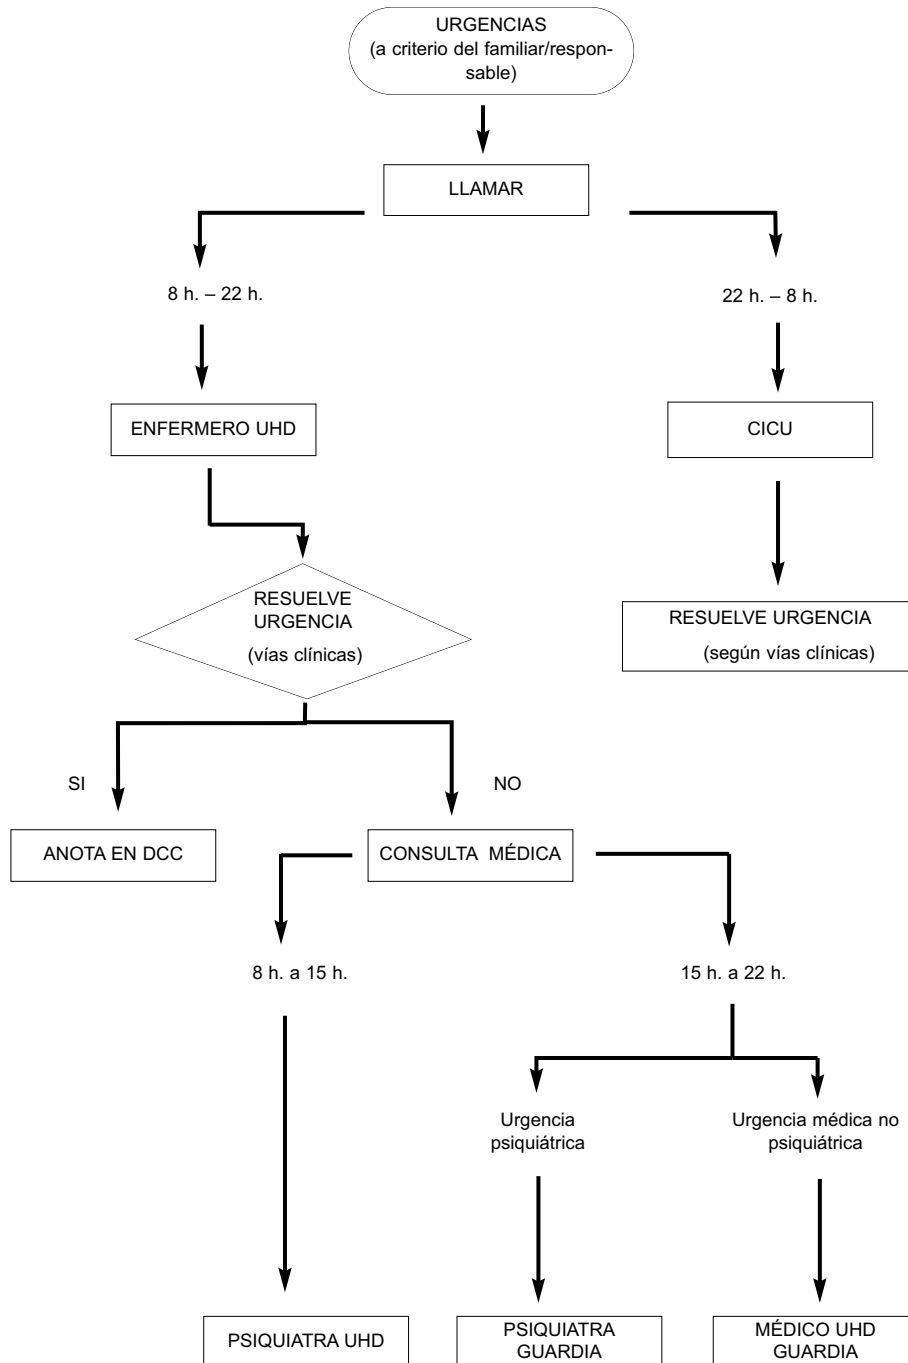 URGENCIAS
(a criterio del familiar/respon-
sable)
LLAMAR
8 h. – 22 h.
22 h. – 8 h.
ENFERMERO UHD
CICU
RESUELVE
URGENCIA
(vías clínicas)
RESUELVE URGENCIA
(según vías clínicas)
SI
NO
ANOTA EN DCC
CONSULTA MÉDICA
8 h. a 15 h.
15 h. a 22 h.
Urgencia
psiquiátrica
Urgencia médica no
psiquiátrica
PSIQUIATRA UHD
PSIQUIATRA
GUARDIA
MÉDICO UHD
GUARDIA